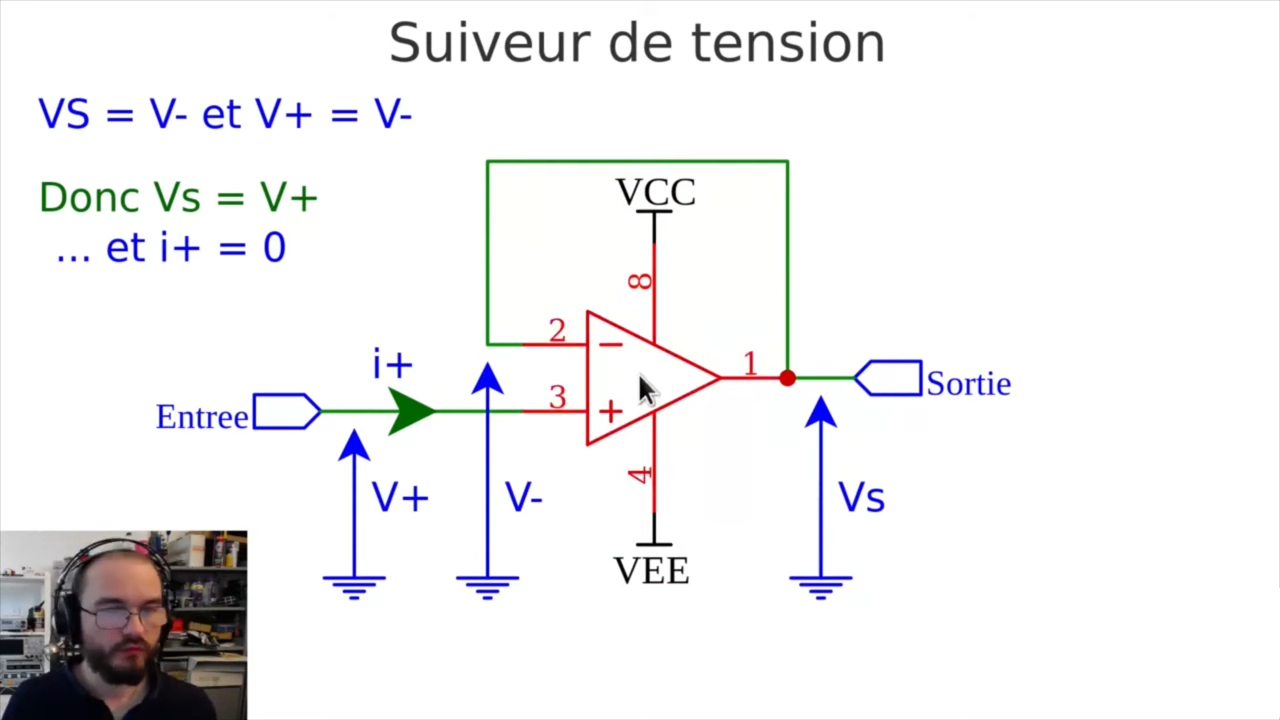 Suiveur de tension
VS = V- et V+ = V-
Donc Vs = V+
... et i+ = 0
VCC
8
2
−
i+
1
3
+
Entree
Sortie
4
V+
V-
Vs
VEE